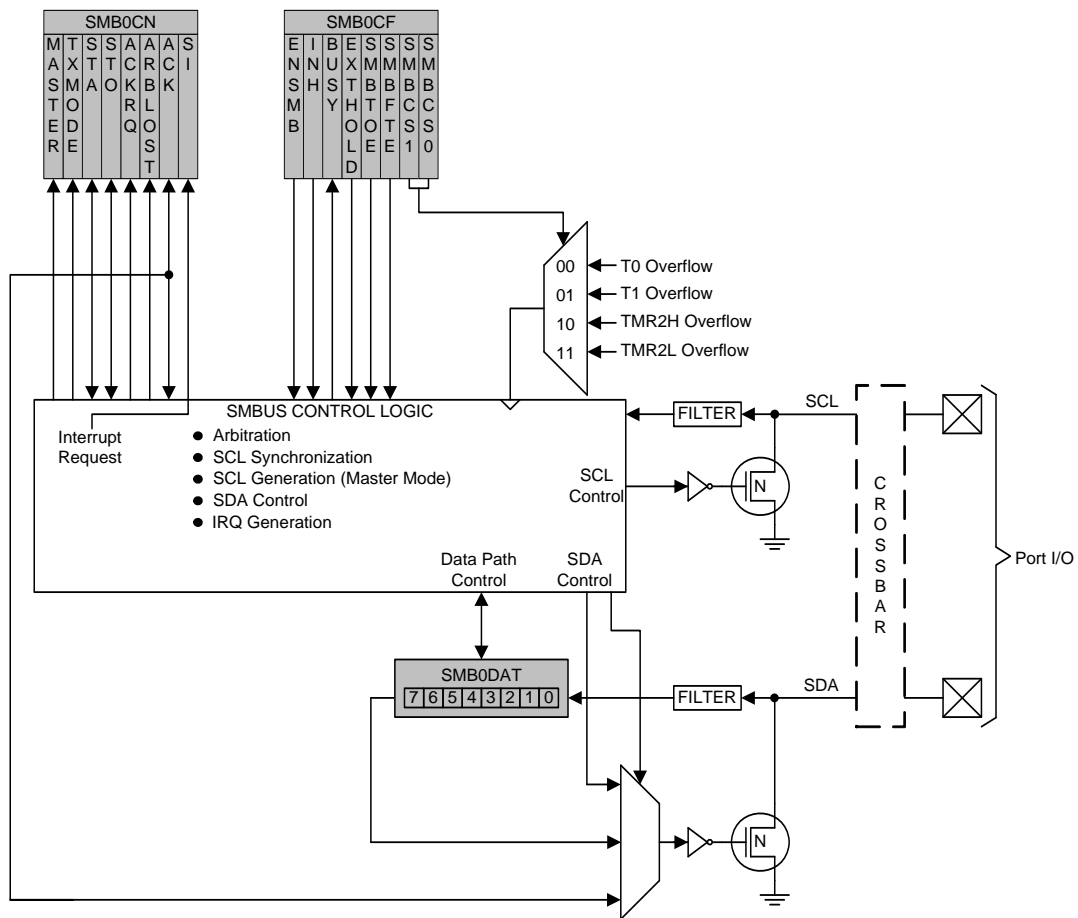 SMB0CN
MASTER
TXMODE
STA
STO
ACKRQ
ARBLOST
ACK
SI
SMB0CF
ENSMB
INH
BUSY
EXTHOLD
SMBTOE
SMBFTE
SMBCS1
SMBCS0
00
T0 Overflow
01
T1 Overflow
10
TMR2H Overflow
11
TMR2L Overflow
SMBUS CONTROL LOGIC
Interrupt
Request
● Arbitration
● SCL Synchronization
● SCL Generation (Master Mode)
● SDA Control
● IRQ Generation
SCL
Control
Data Path
Control
SDA
Control
FILTER
SCL
N
CROSSBAR
Port I/O
SMB0DAT
7 6 5 4 3 2 1 0
FILTER
SDA
N